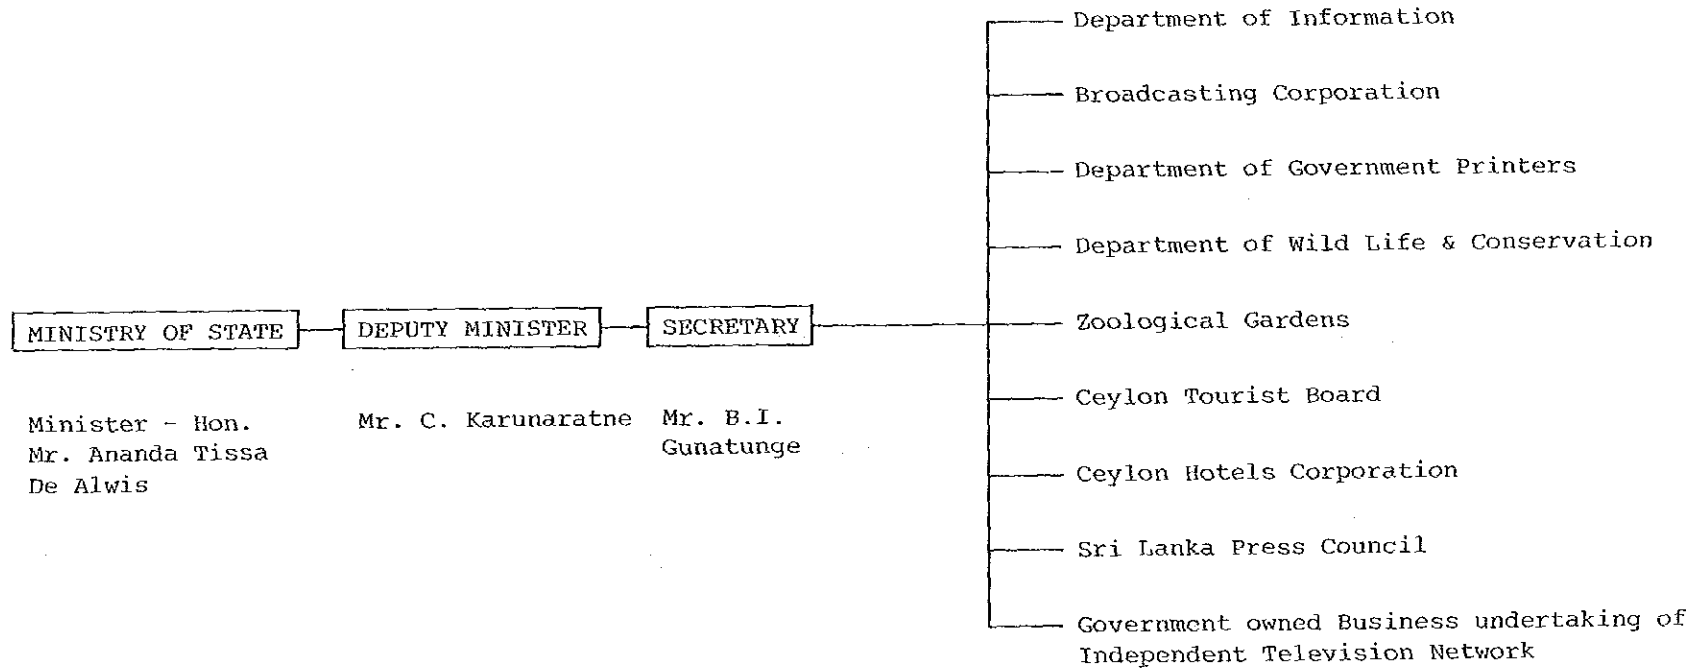 Department of Information
Broadcasting Corporation
Department of Government Printers
Department of Wild Life & Conservation
MINISTRY OF STATE
DEPUTY MINISTER
SECRETARY
Zoological Gardens
Minister - Hon.
Mr. Ananda Tissa
De Alwis
Mr. C. Karunaratne
Mr. B.I.
Gunatunge
Ceylon Tourist Board
Ceylon Hotels Corporation
Sri Lanka Press Council
Government owned Business undertaking of
Independent Television Network